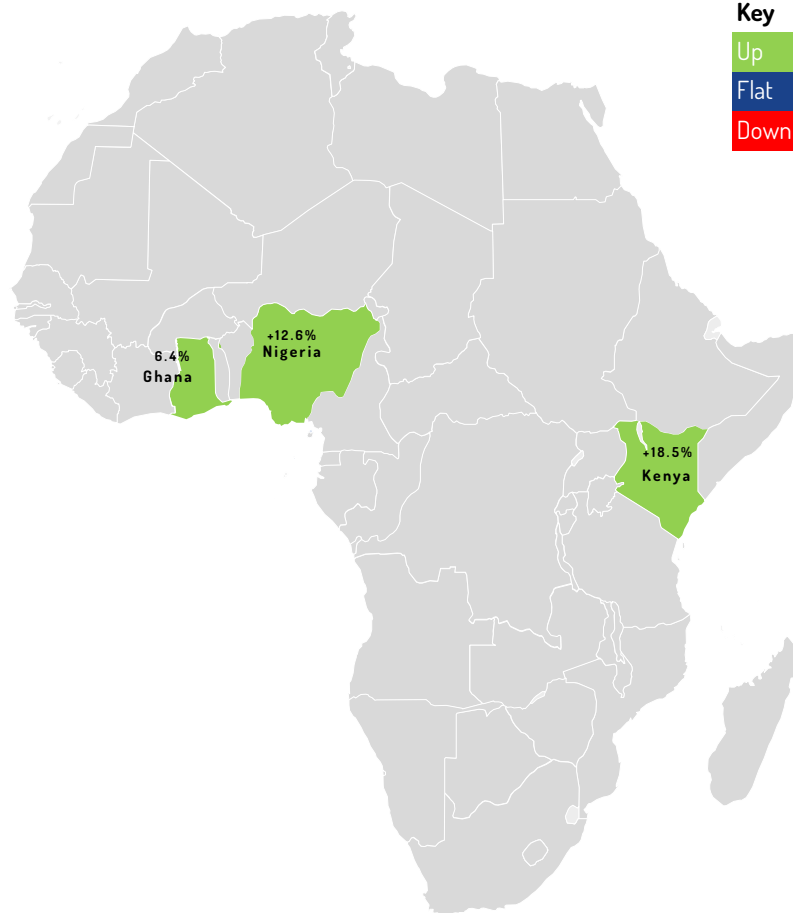 Key
Up
Flat
Down
+12.6%
Nigeria
6.4%
Ghana
+18.5%
Kenya